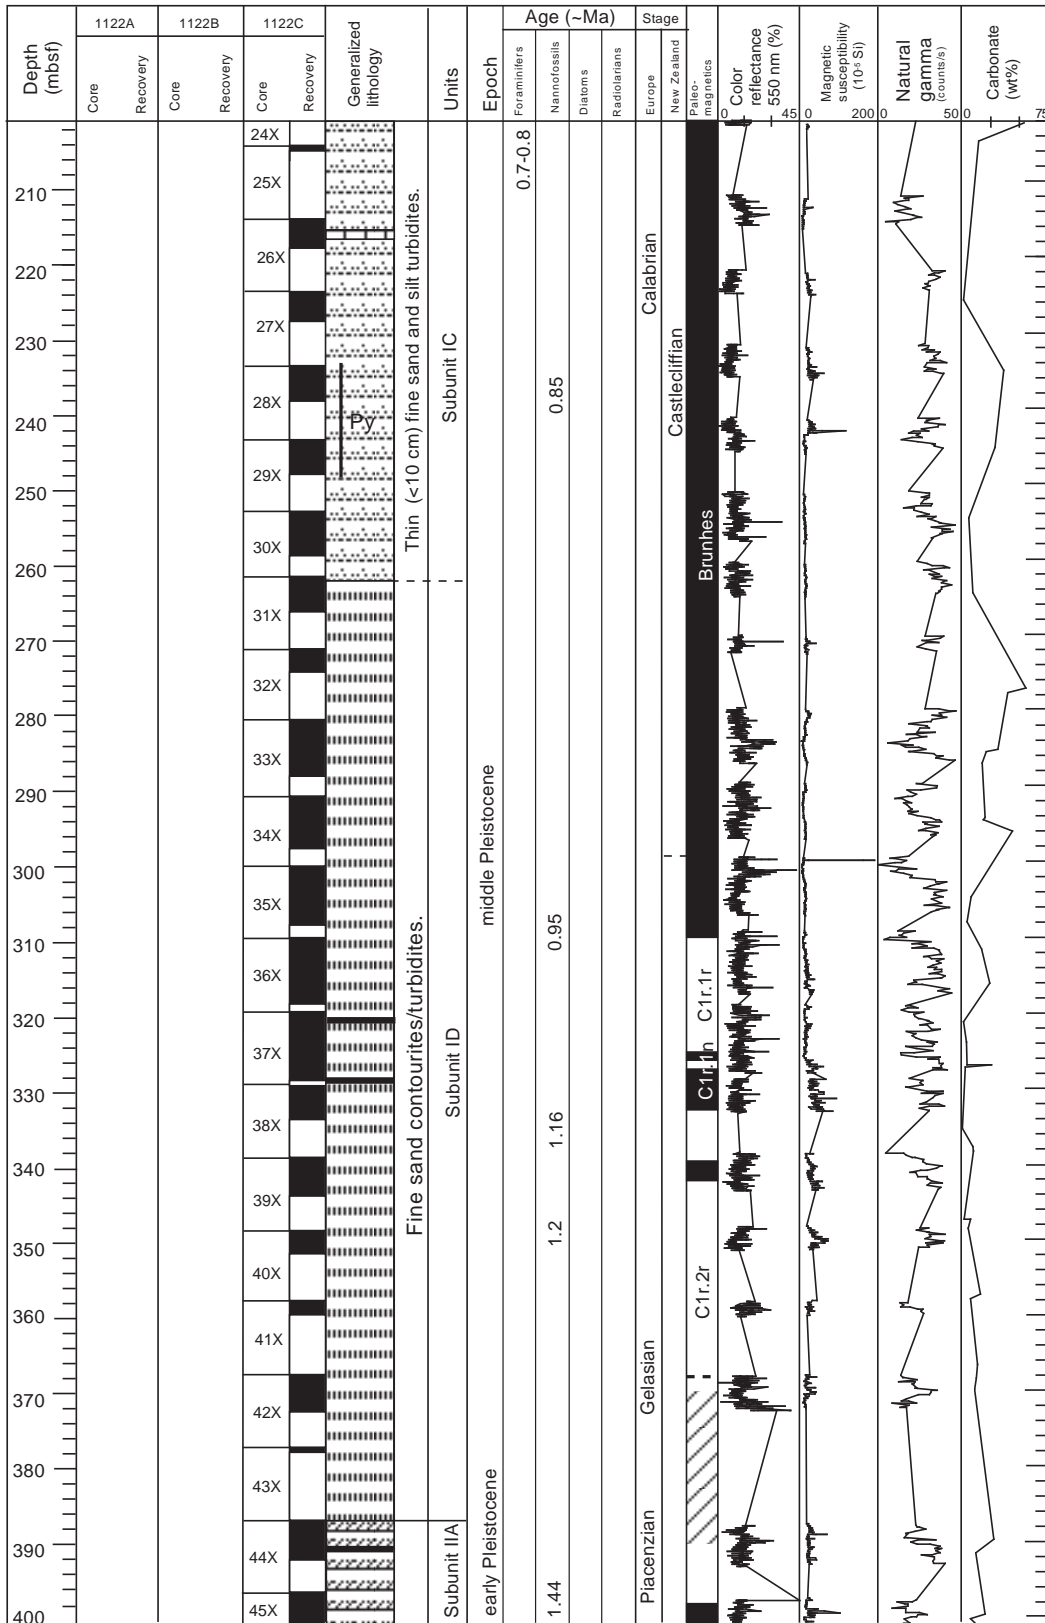 1122A
1122B
1122C
Age (~Ma)
Stage
Depth
(mbsf)
Core
Recovery
Core
Recovery
Core
Recovery
Generalized
lithology
Units
Epoch
Foraminifers
Nannofossils
Diatoms
Radiolarians
Europe
New Zealand
Paleo-
magnetics
Color
reflectance
550 nm (%)
Magnetic
susceptibility
(10-5 Si)
Natural
gamma
(counts/s)
Carbonate
(wt%)
0
45
0
200
0
50
0
75
210
220
230
240
250
260
270
280
290
300
310
320
330
340
350
360
370
380
390
400
24X
25X
26X
27X
28X
29X
30X
31X
32X
33X
34X
35X
36X
37X
38X
39X
40X
41X
42X
43X
44X
45X
Py
Thin (<10 cm) fine sand and silt turbidites.
Fine sand contourites/turbidites.
Subunit IC
Subunit ID
Subunit IIA
middle Pleistocene
early Pleistocene
0.7-0.8
0.85
0.95
1.16
1.2
1.44
Calabrian
Gelasian
Piacenzian
Castlecliffian
Brunhes
C1r.1r
C1r.1n
C1r.2r